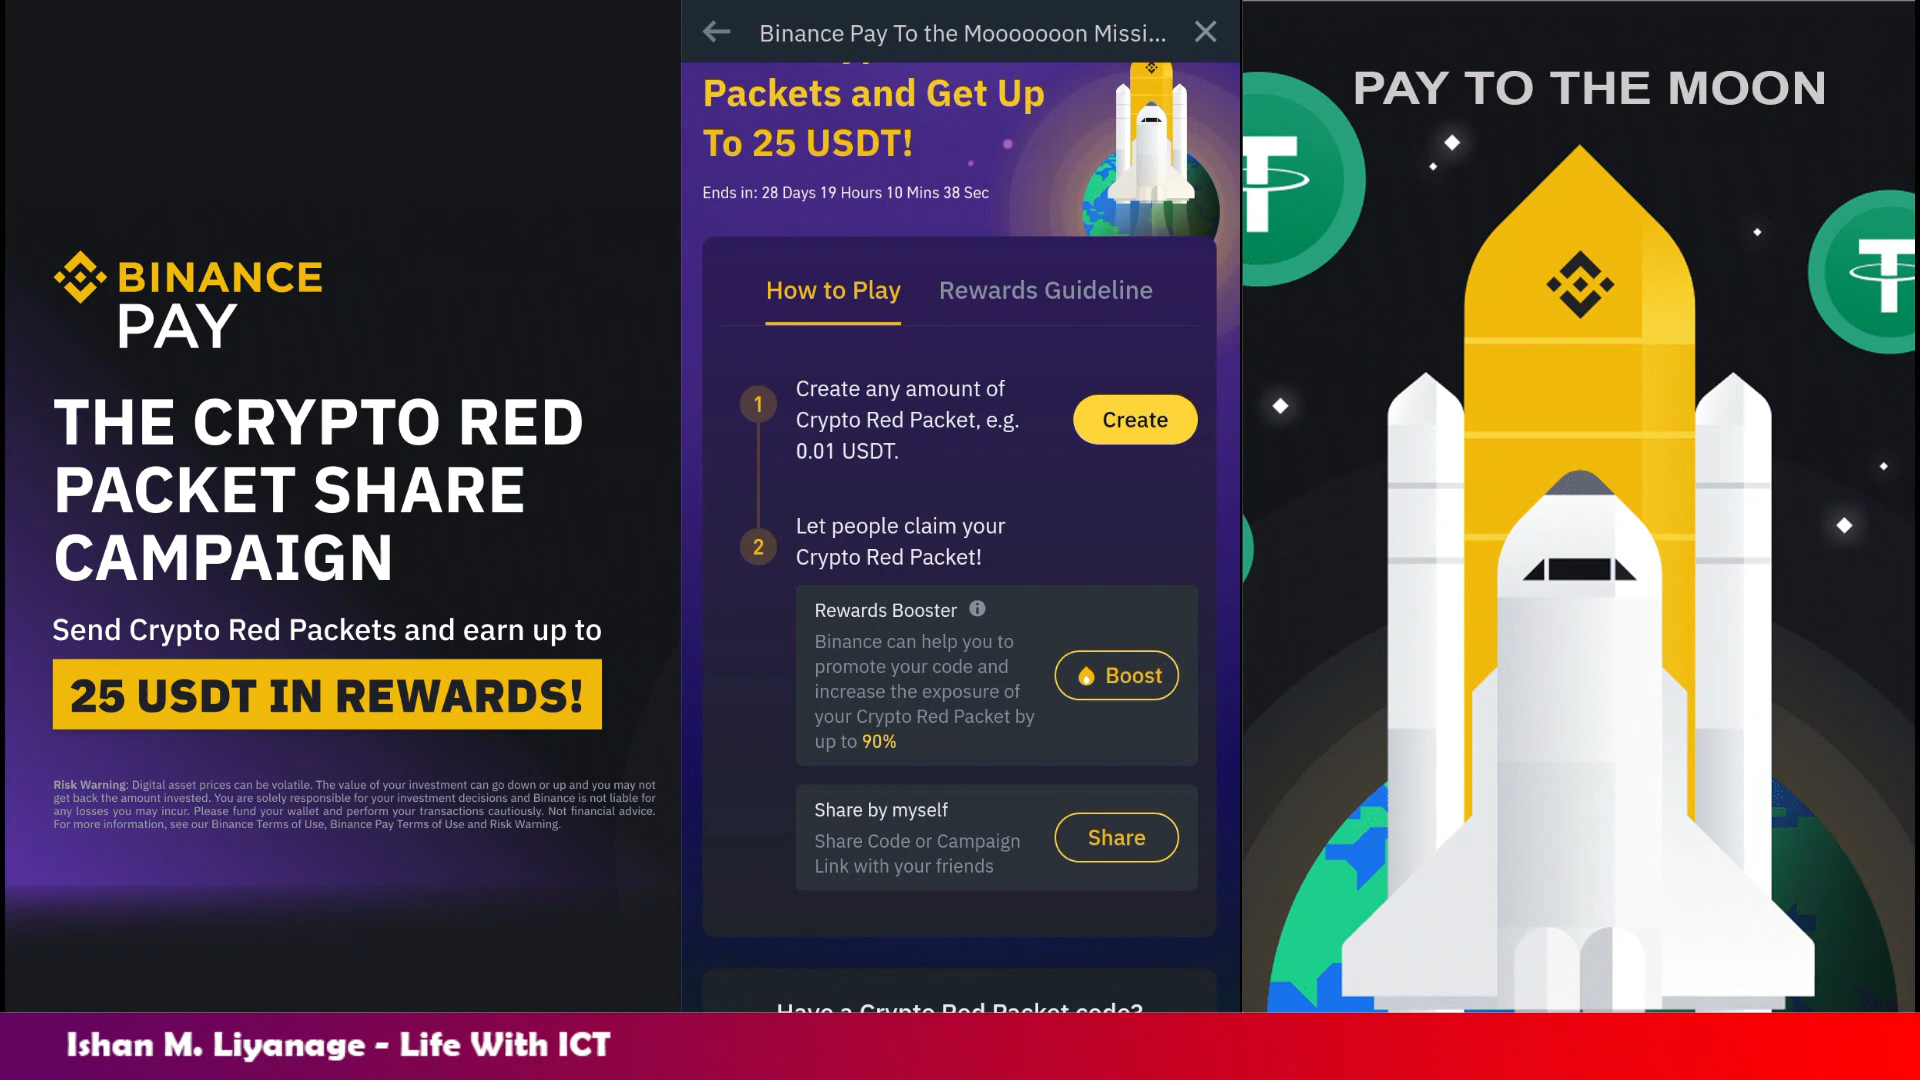 BINANCE
PAY
THE CRYPTO RED
PACKET SHARE
CAMPAIGN
Send Crypto Red Packets and earn up to
25 USDT IN REWARDS!
Risk Warning: Digital asset prices can be volatile. The value of your investment can go down or up and you may not
get back the amount invested. You are solely responsible for your investment decisions and Binance is not liable for
any losses you may incur. Please fund your wallet and perform your transactions cautiously. Not financial advice.
For more information, see our Binance Terms of Use, Binance Pay Terms of Use and Risk Warning.
Binance Pay To the Mooooooon Missi...
Packets and Get Up
To 25 USDT!
Ends in: 28 Days 19 Hours 10 Mins 38 Sec
How to Play Rewards Guideline
1
Create any amount of
Crypto Red Packet, e.g.
0.01 USDT.
Create
2
Let people claim your
Crypto Red Packet!
Rewards Booster
Binance can help you to
promote your code and
increase the exposure of
your Crypto Red Packet by
up to 90%
Boost
Share by myself
Share Code or Campaign
Link with your friends
Share
Have a Crypto Red Packet code?
PAY TO THE MOON
Ishan M. Liyanage - Life With ICT